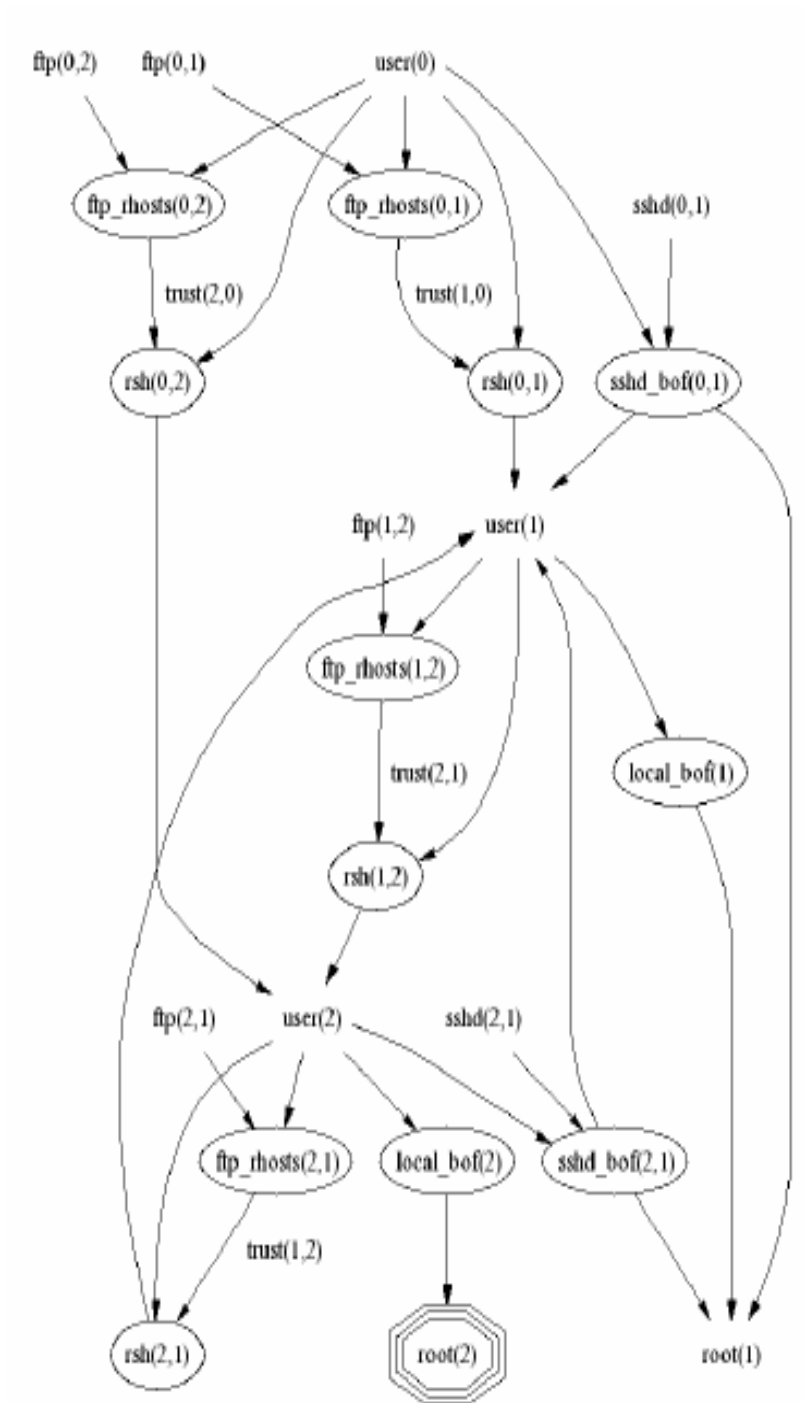 ftp(0,2)
ftp(0,1)
user(0)
ftp_rhosts(0,2)
ftp_rhosts(0,1)
sshd(0,1)
trust(2,0)
trust(1,0)
rsh(0,2)
rsh(0,1)
sshd_bof(0,1)
ftp(1,2)
user(1)
ftp_rhosts(1,2)
trust(2,1)
local_bof(1)
rsh(1,2)
ftp(2,1)
user(2)
sshd(2,1)
ftp_rhosts(2,1)
local_bof(2)
sshd_bof(2,1)
trust(1,2)
rsh(2,1)
root(2)
root(1)